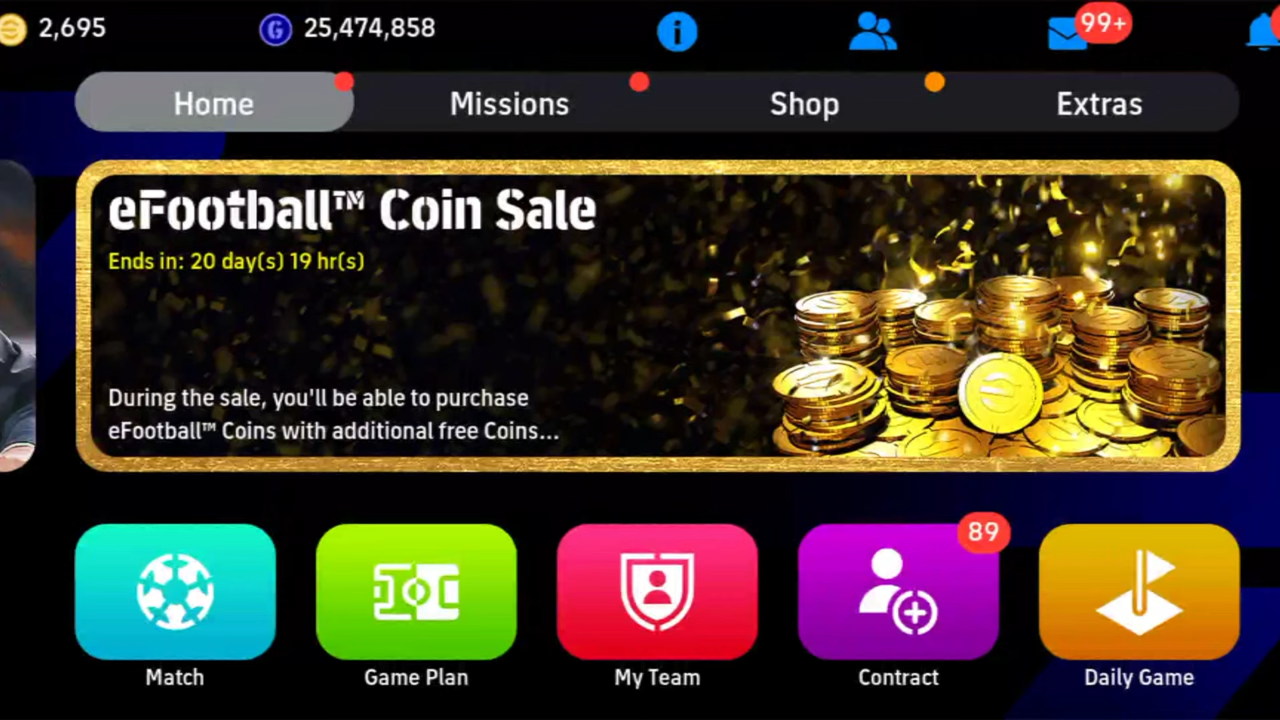 2,695
25,474,858
99+
Home
Missions
Shop
Extras
eFootball™ Coin Sale
Ends in: 20 day(s) 19 hr(s)
During the sale, you'll be able to purchase
eFootball™ Coins with additional free Coins...
89
Match
Game Plan
My Team
Contract
Daily Game